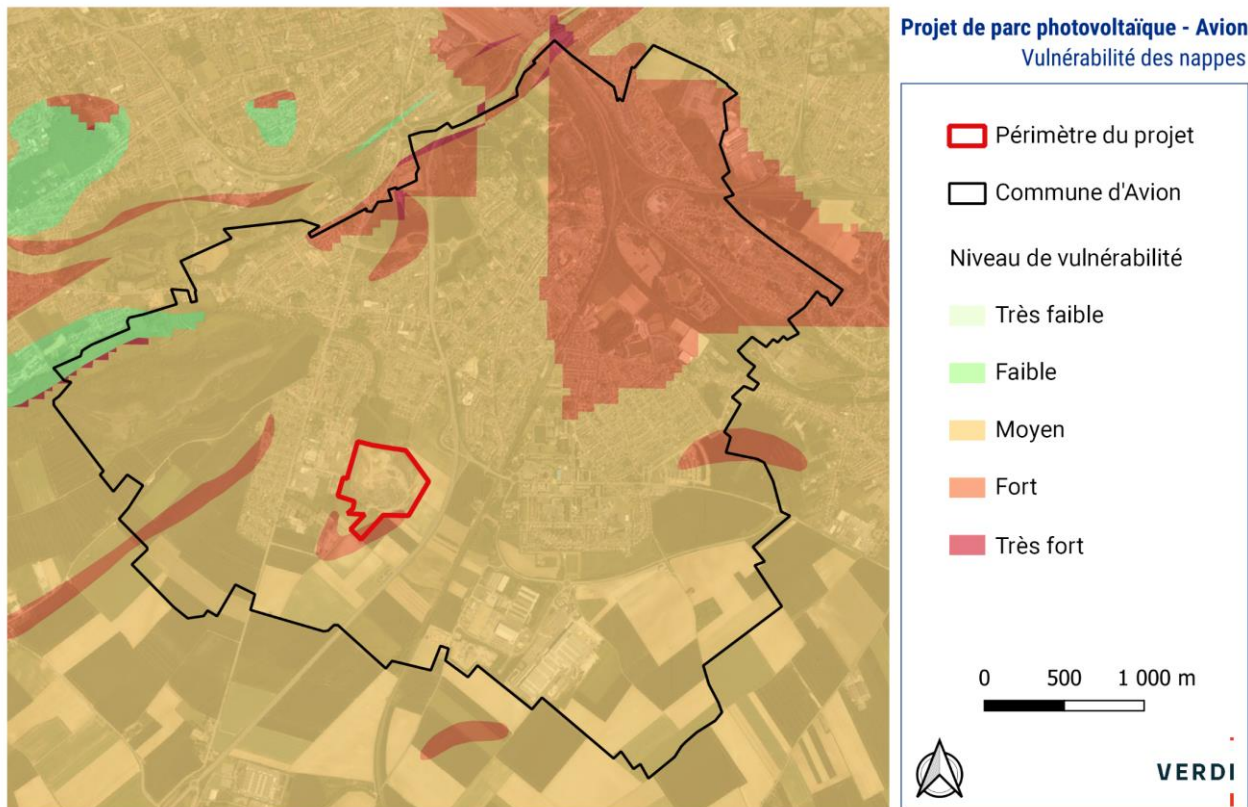 Projet de parc photovoltaïque - Avion
Vulnérabilité des nappes
Périmètre du projet
Commune d'Avion
Niveau de vulnérabilité
Très faible
Faible
Moyen
Fort
Très fort
0 500 1 000 m
VERDI